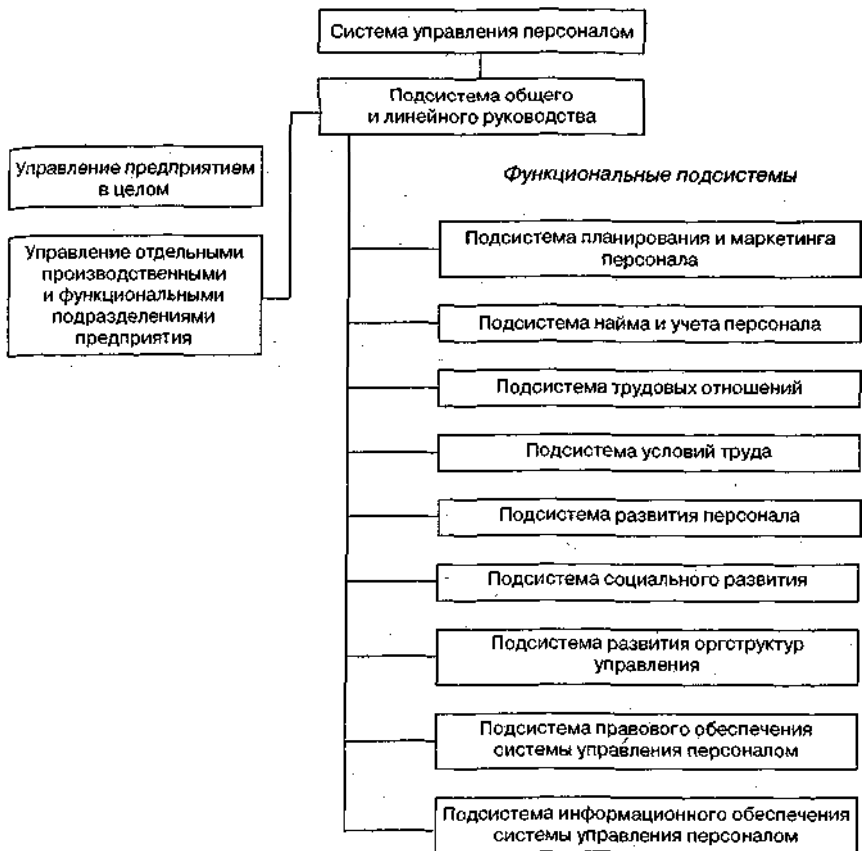 Система управления персоналом
Подсистема общего
и линейного руководства
Управление предприятием
в целом
Управление отдельными
производственными
и функциональными
подразделениями
предприятия
Функциональные подсистемы
Подсистема планирования и маркетинга
персонала
Подсистема найма и учета персонала
Подсистема трудовых отношений
Подсистема условий труда
Подсистема развития персонала
Подсистема социального развития
Подсистема развития оргструктур
управления
Подсистема правового обеспечения
системы управления персоналом
Подсистема информационного обеспечения
системы управления персоналом